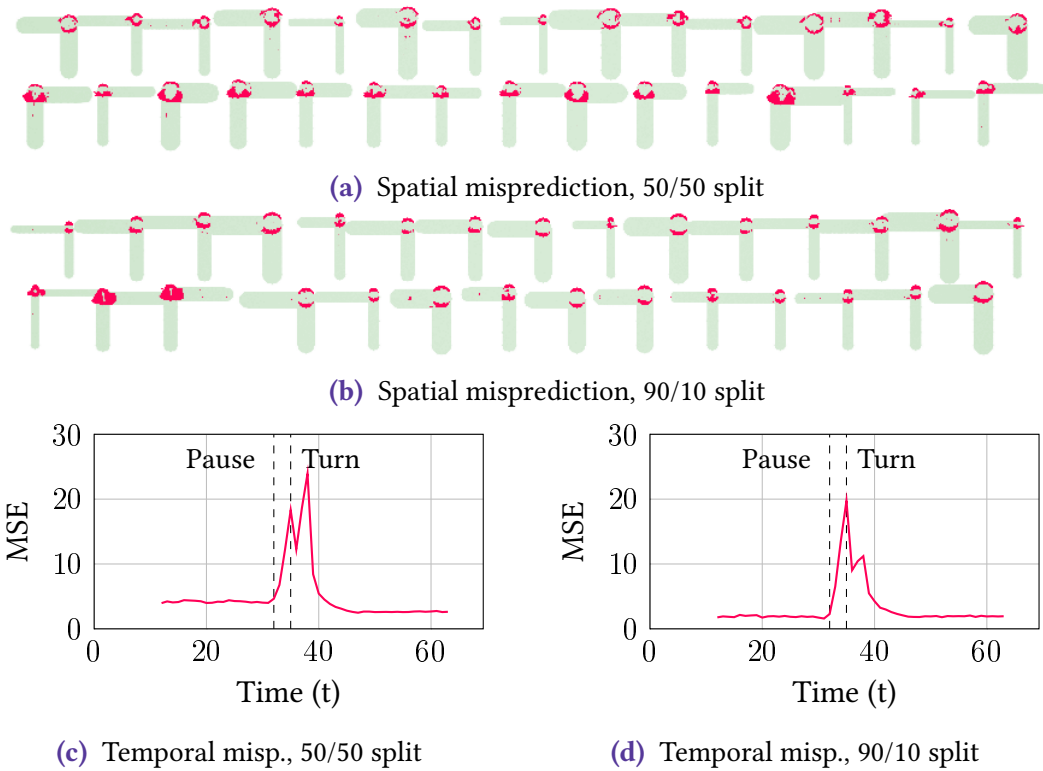 (a) Spatial misprediction, 50/50 split
(b) Spatial misprediction, 90/10 split
30
20
10
0
0 20 40 60
MSE
Pause Turn
Time (t)
(c) Temporal misp., 50/50 split
30
20
10
0
0 20 40 60
MSE
Pause Turn
Time (t)
(d) Temporal misp., 90/10 split